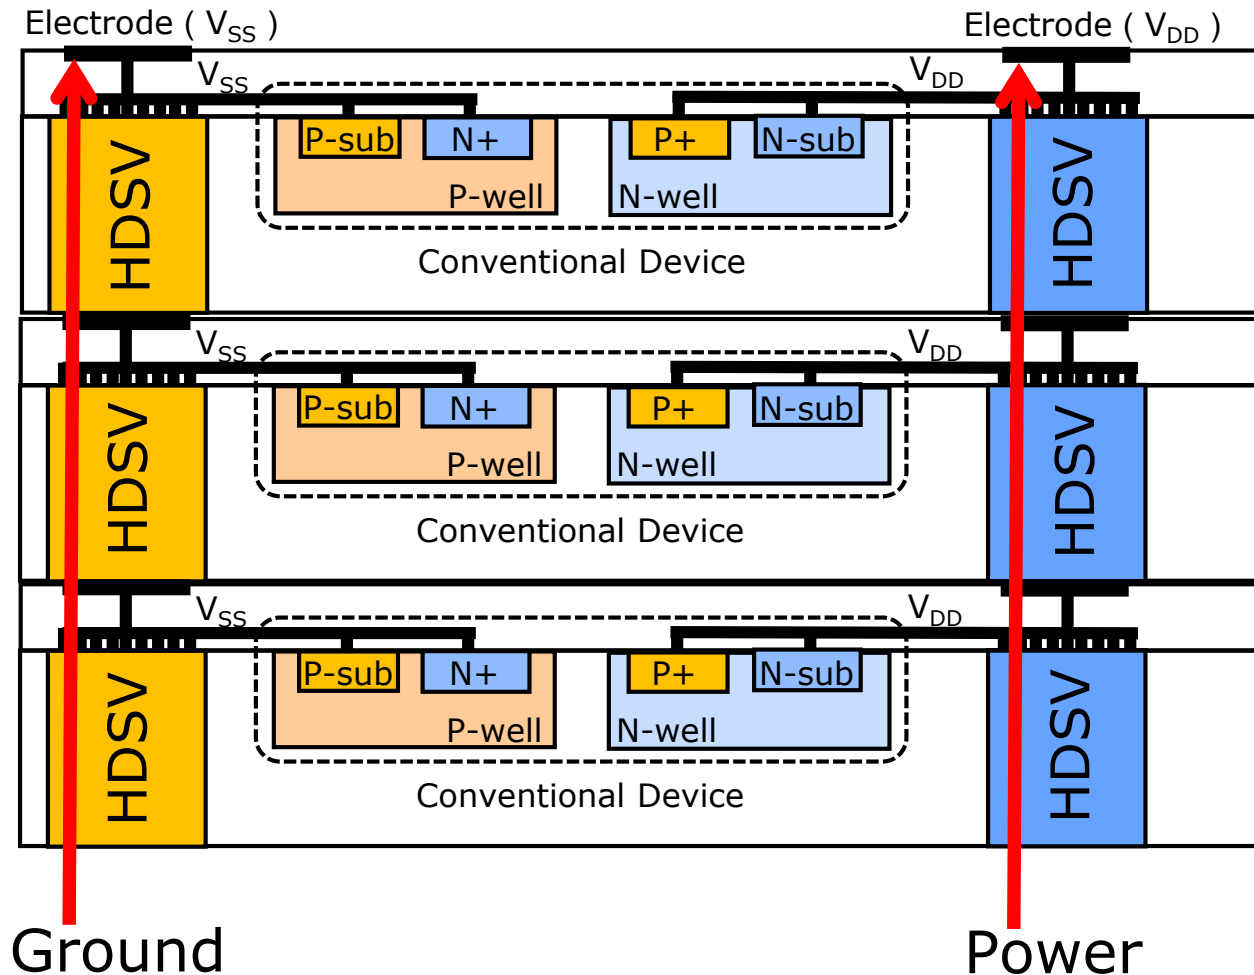 Electrode ( VSS )
Electrode ( VDD )
VSS
VDD
P-sub
N+
P+
N-sub
HDSV
P-well
N-well
HDSV
Conventional Device
VSS
VDD
P-sub
N+
P+
N-sub
HDSV
P-well
N-well
HDSV
Conventional Device
VSS
VDD
P-sub
N+
P+
N-sub
HDSV
P-well
N-well
HDSV
Conventional Device
Ground
Power